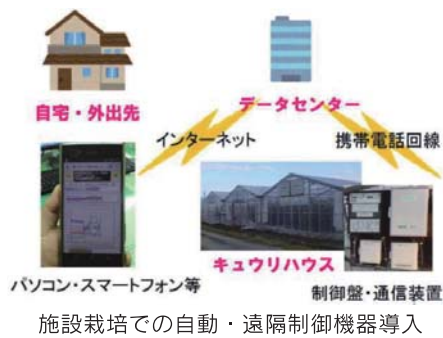 自宅・外出先
データセンター
インターネット
携帯電話回線
キュウリハウス
パソコン・スマートフォン等
制御盤・通信装置
施設栽培での自動・遠隔制御機器導入